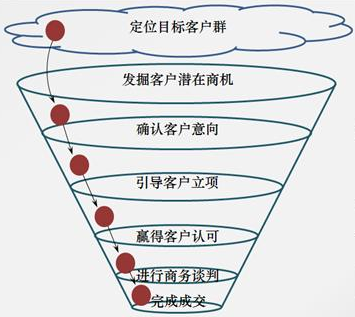 定位目标客户群
发掘客户潜在商机
确认客户意向
引导客户立项
赢得客户认可
进行商务谈判
完成成交